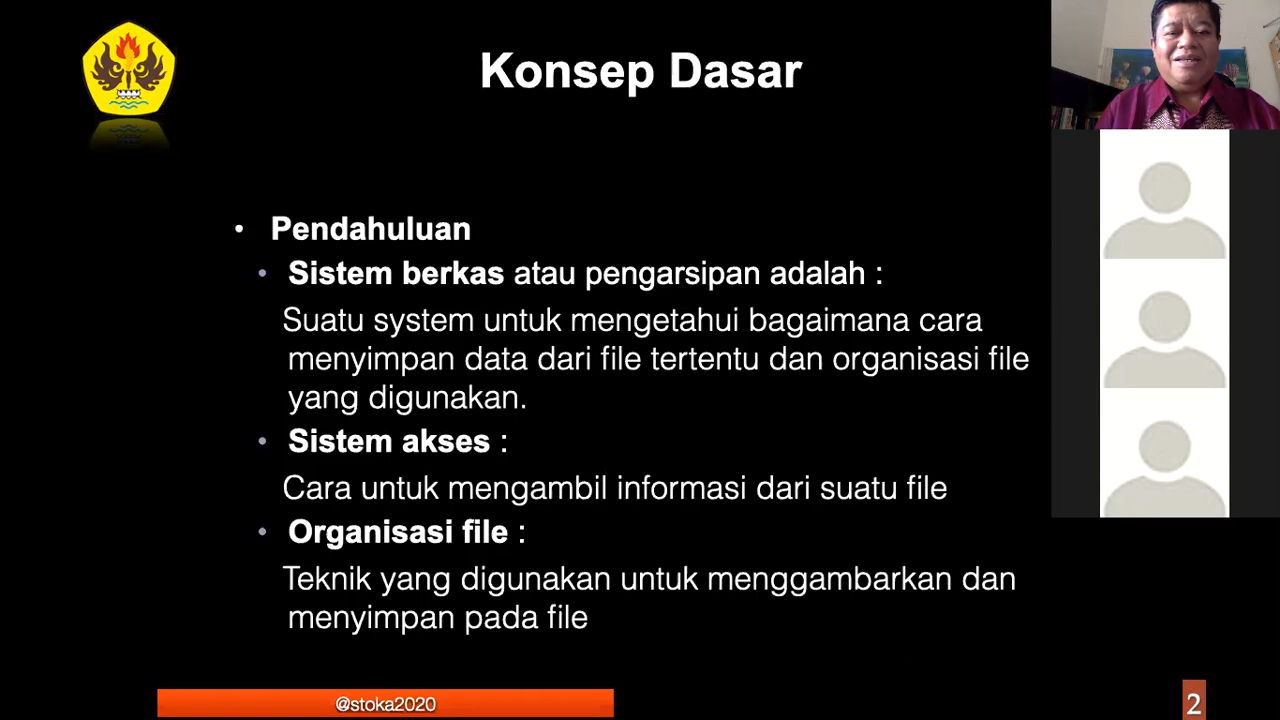 Konsep Dasar
• Pendahuluan
• Sistem berkas atau pengarsipan adalah :
Suatu system untuk mengetahui bagaimana cara
menyimpan data dari file tertentu dan organisasi file
yang digunakan.
• Sistem akses :
Cara untuk mengambil informasi dari suatu file
• Organisasi file :
Teknik yang digunakan untuk menggambarkan dan
menyimpan pada file
@stoka2020
2